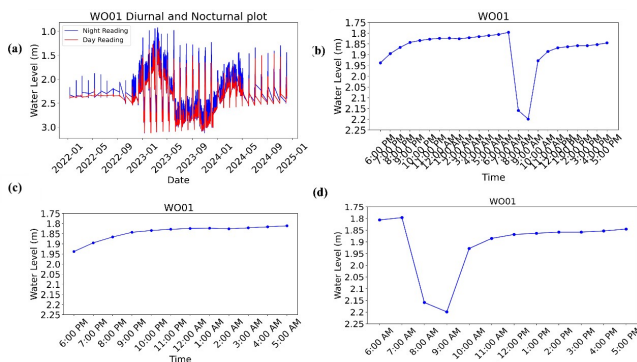 (a)
WO01 Diurnal and Nocturnal plot
Night Reading
Day Reading
Water Level (m)
1.0
1.5
2.0
2.5
3.0
2022-01
2022-05
2022-09
2023-01
2023-05
2023-09
2024-01
2024-05
2024-09
2025-01
Date
(b)
WO01
Water Level (m)
1.75
1.8
1.85
1.9
1.95
2.0
2.05
2.1
2.15
2.2
2.25
6:00 PM
8:00 PM
4:00 PM
5:00 PM
Time
(c)
WO01
Water Level (m)
1.75
1.8
1.85
1.9
1.95
2.0
2.05
2.1
2.15
2.2
2.25
6:00 PM
7:00 PM
8:00 PM
9:00 PM
10:00 PM
11:00 PM
12:00 AM
1:00 AM
2:00 AM
3:00 AM
4:00 AM
5:00 AM
Time
(d)
WO01
Water Level (m)
1.75
1.8
1.85
1.9
1.95
2.0
2.05
2.1
2.15
2.2
2.25
6:00 AM
7:00 AM
8:00 AM
9:00 AM
10:00 AM
11:00 AM
12:00 PM
1:00 PM
2:00 PM
3:00 PM
4:00 PM
5:00 PM